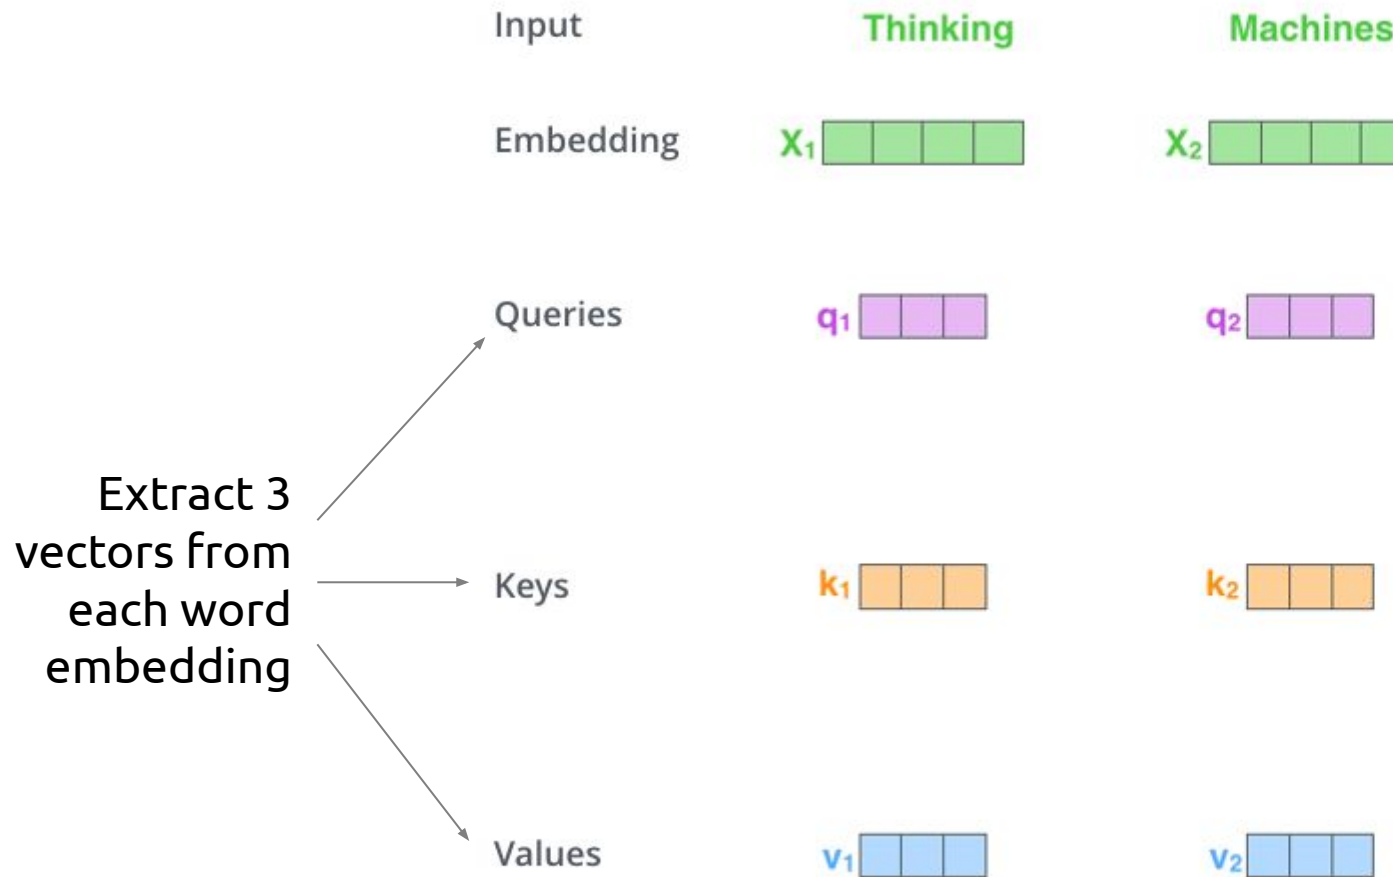 Input Thinking Machines
Embedding X₁ X₂
Queries q₁ q₂
Extract 3
vectors from
each word
embedding
Keys k₁ k₂
Values v₁ v₂